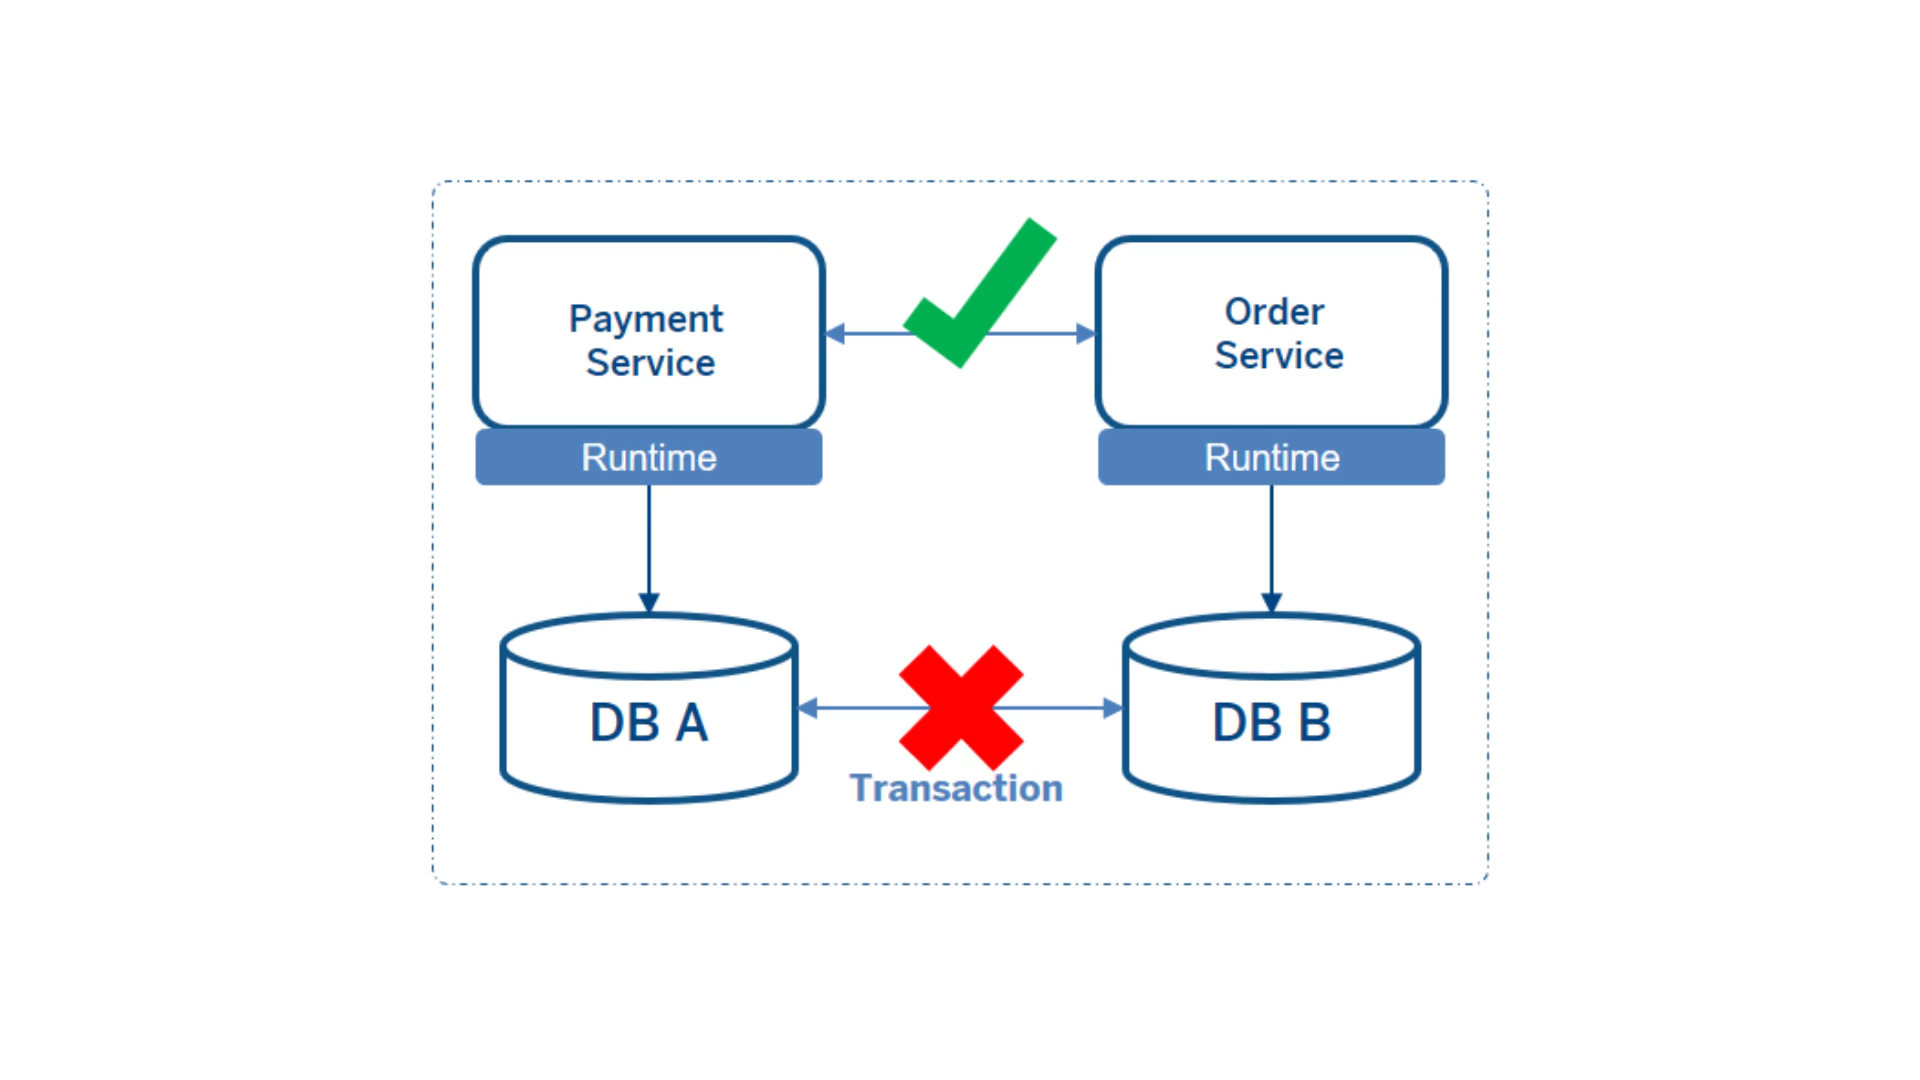 Payment
Service
Order
Service
Runtime
Runtime
DB A
DB B
Transaction